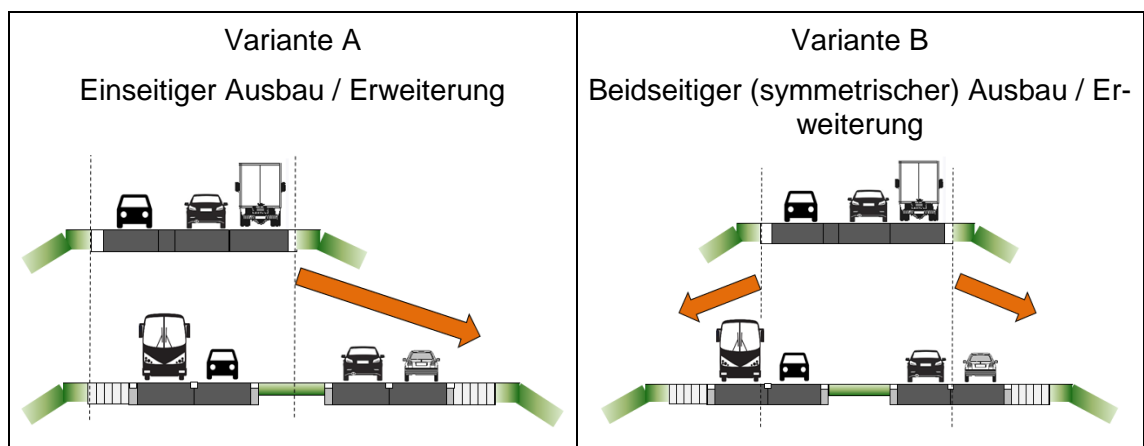 Variante A
Einseitiger Ausbau / Erweiterung
Variante B
Beidseitiger (symmetrischer) Ausbau / Er-
weiterung